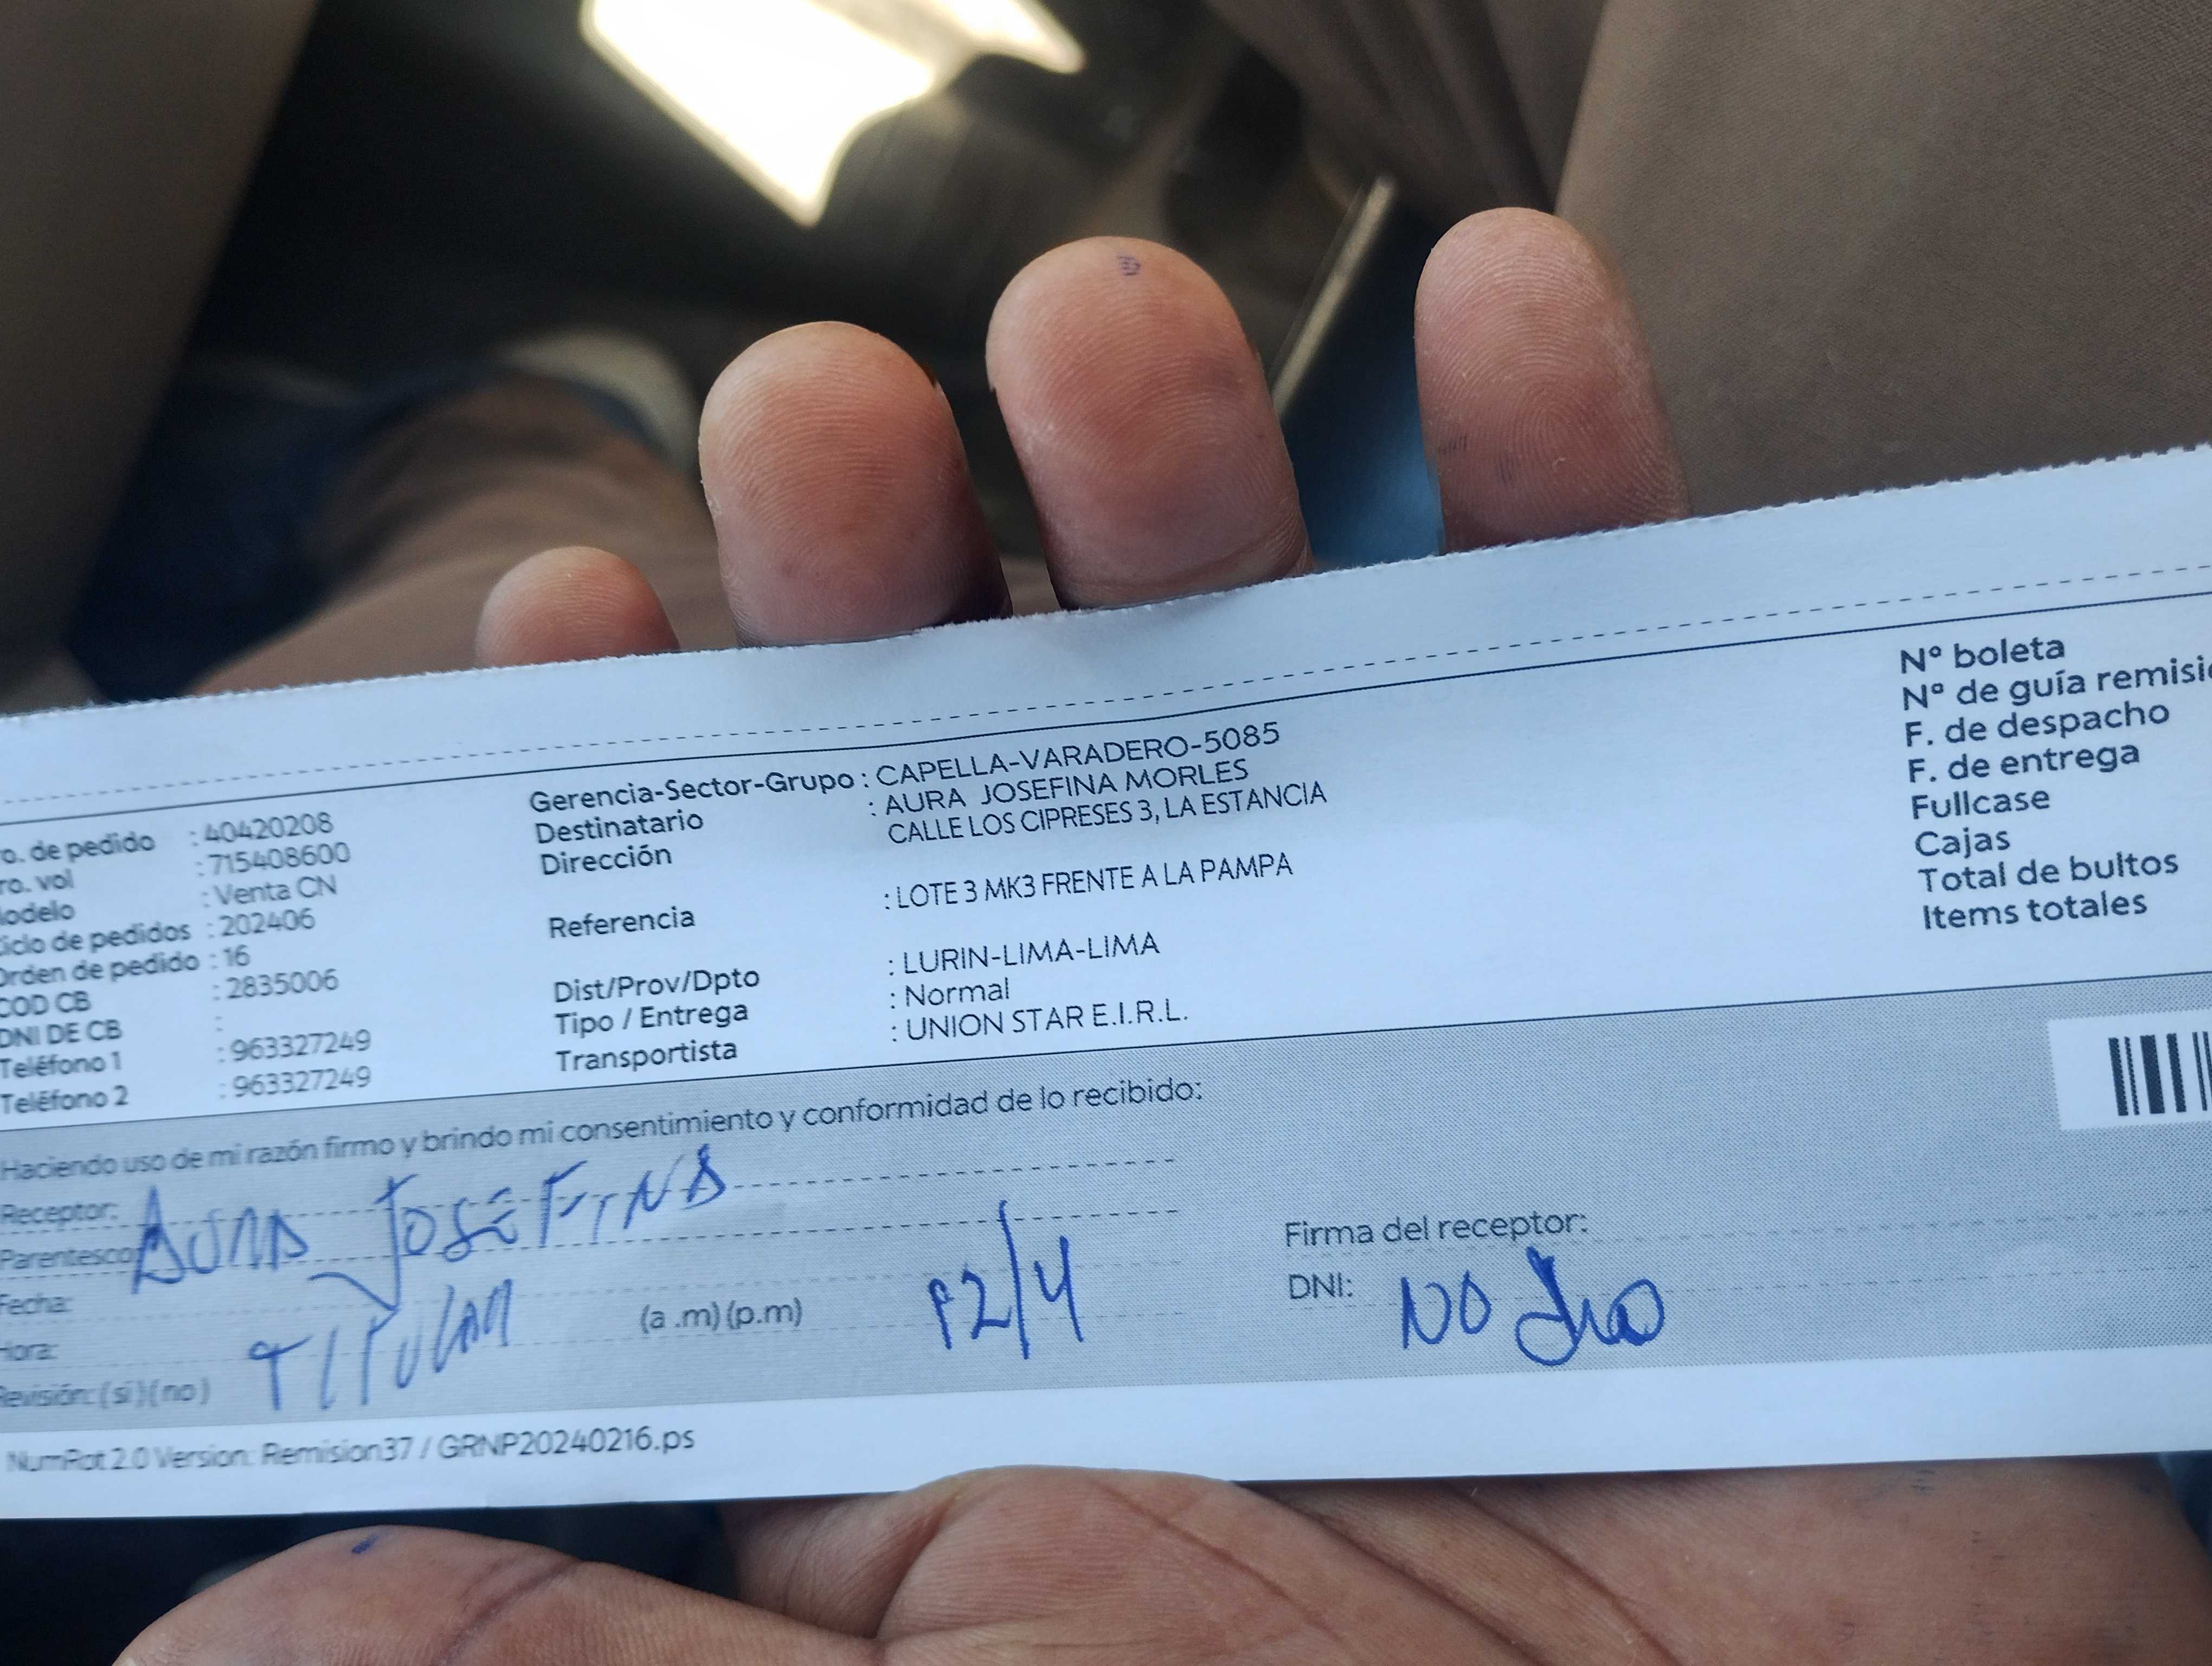 o. de pedido : 40420208
ro. vol : 715408600
odelo : Venta CN
iclo de pedidos : 202406
Orden de pedido : 16
COD CB : 2835006
DNI DE CB :
Teléfono 1 : 963327249
Teléfono 2 : 963327249
Gerencia-Sector-Grupo : CAPELLA-VARADERO-5085
Destinatario : AURA JOSEFINA MORLES
Dirección CALLE LOS CIPRESES 3, LA ESTANCIA
Referencia : LOTE 3 MK3 FRENTE A LA PAMPA
Dist/Prov/Dpto : LURIN-LIMA-LIMA
Tipo / Entrega : Normal
Transportista : UNION STAR E.I.R.L.
Nº boleta
Nº de guía remisi
F. de despacho
F. de entrega
Fullcase
Cajas
Total de bultos
Items totales
Haciendo uso de mi razón firmo y brindo mi consentimiento y conformidad de lo recibido:
Receptor: AURA JOSEFINA
Parentesco:
Fecha:
Hora: (a .m) (p.m)
Revisión: (si) (no) TITULAR
Firma del receptor:
DNI: NO
NumRot 2.0 Version: Remision37 / GRNP20240216.ps